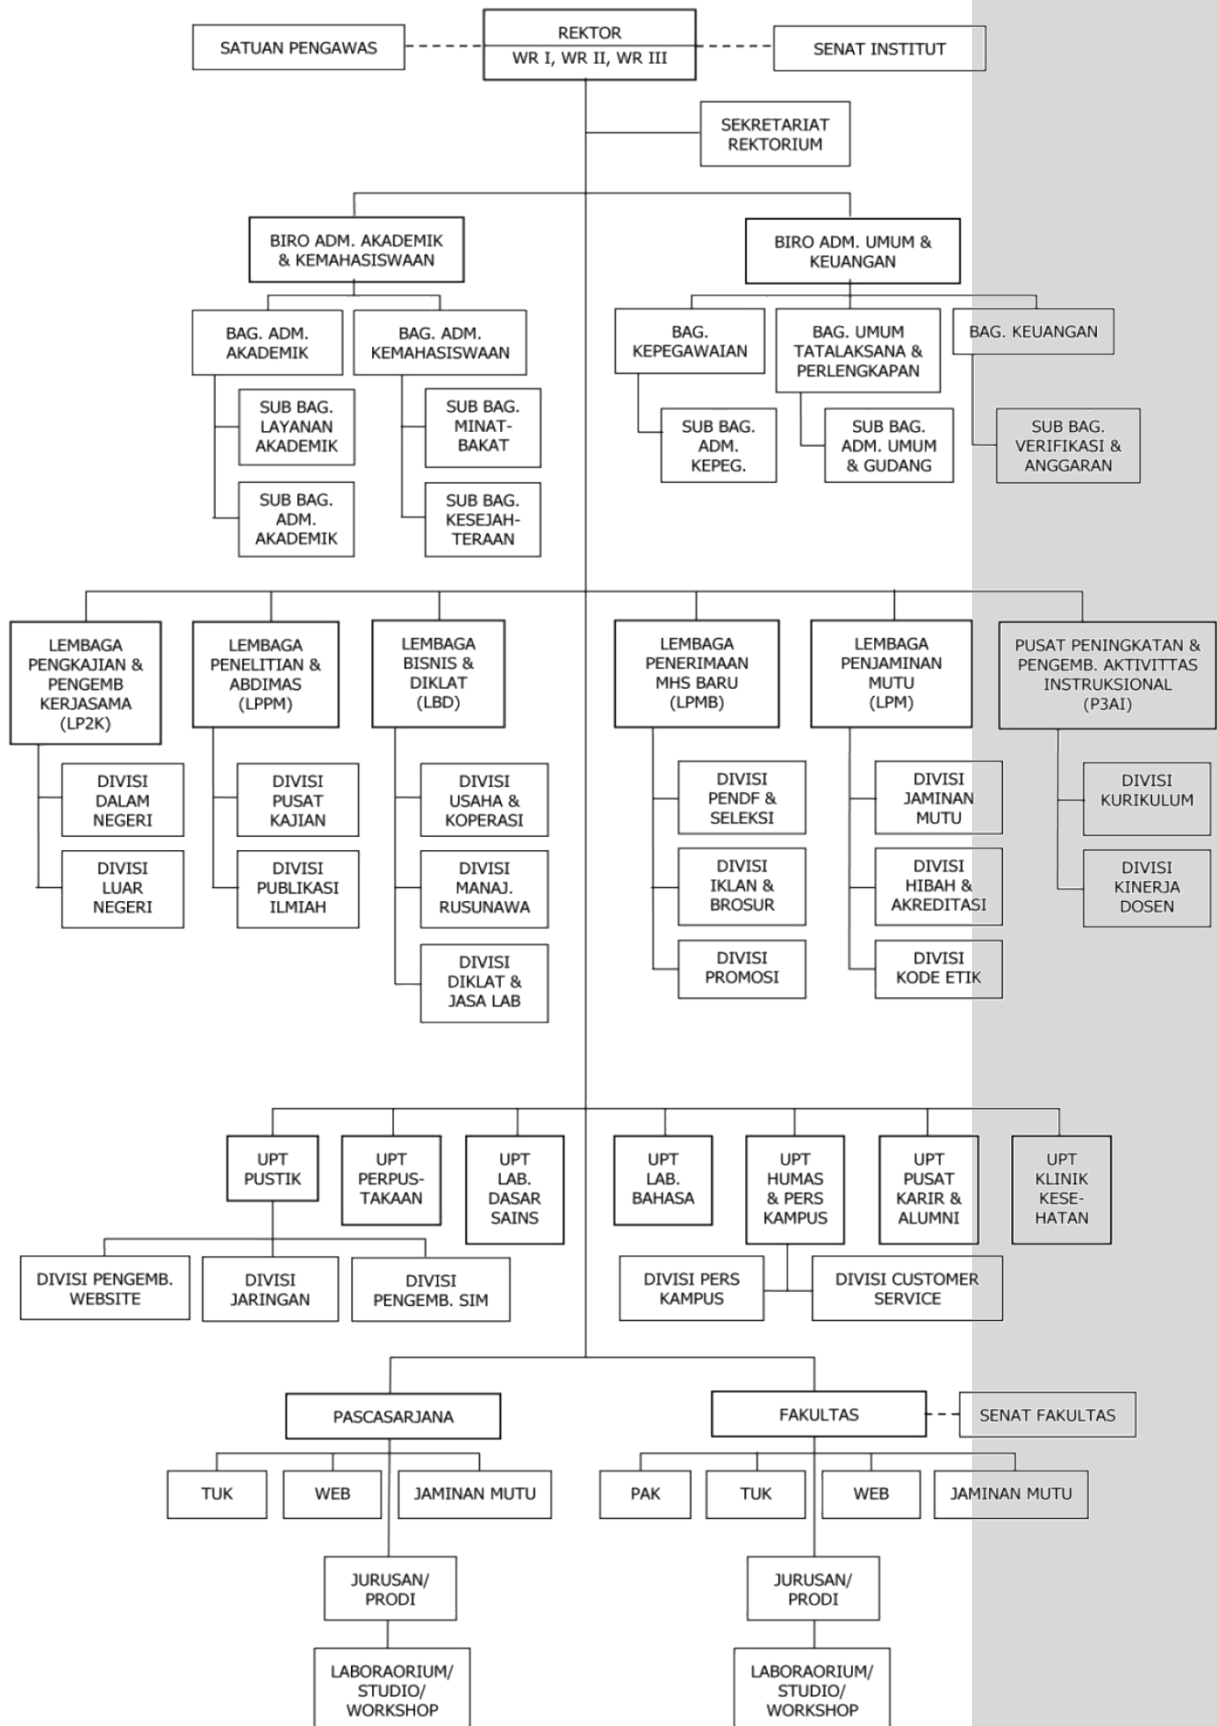 SATUAN PENGAWAS
REKTOR
WR I, WR II, WR III
SENAT INSTITUT
SEKRETARIAT
REKTORIUM
BIRO ADM. AKADEMIK
& KEMAHASISWAAN
BIRO ADM. UMUM &
KEUANGAN
BAG. ADM.
AKADEMIK
BAG. ADM.
KEMAHASISWAAN
BAG.
KEPEGAWAIAN
BAG. UMUM
TATALAKSANA &
PERLENGKAPAN
BAG. KEUANGAN
SUB BAG.
LAYANAN
AKADEMIK
SUB BAG.
MINAT-
BAKAT
SUB BAG.
ADM.
KEPEG.
SUB BAG.
ADM. UMUM
& GUDANG
SUB BAG.
VERIFIKASI &
ANGGARAN
SUB BAG.
ADM.
AKADEMIK
SUB BAG.
KESEJAH-
TERAAN
LEMBAGA
PENGKAJIAN &
PENGEMB
KERJASAMA
(LP2K)
LEMBAGA
PENELITIAN &
ABDIMAS
(LPPM)
LEMBAGA
BISNIS &
DIKLAT
(LBD)
LEMBAGA
PENERIMAAN
MHS BARU
(LPMB)
LEMBAGA
PENJAMINAN
MUTU
(LPM)
PUSAT PENINGKATAN &
PENGEMB. AKTIVITTAS
INSTRUKSIONAL
(P3AI)
DIVISI
DALAM
NEGERI
DIVISI
PUSAT
KAJIAN
DIVISI
USAHA &
KOPERASI
DIVISI
PENDF &
SELEKSI
DIVISI
JAMINAN
MUTU
DIVISI
KURIKULUM
DIVISI
LUAR
NEGERI
DIVISI
PUBLIKASI
ILMIAH
DIVISI
MANAJ.
RUSUNAWA
DIVISI
IKLAN &
BROSUR
DIVISI
HIBAH &
AKREDITASI
DIVISI
KINERJA
DOSEN
DIVISI
DIKLAT &
JASA LAB
DIVISI
PROMOSI
DIVISI
KODE ETIK
UPT
PUSTIK
UPT
PERPUS-
TAKAAN
UPT
LAB.
DASAR
SAINS
UPT
LAB.
BAHASA
UPT
HUMAS
& PERS
KAMPUS
UPT
PUSAT
KARIR &
ALUMNI
UPT
KLINIK
KESE-
HATAN
DIVISI PENGEMB.
WEBSITE
DIVISI
JARINGAN
DIVISI
PENGEMB. SIM
DIVISI PERS
KAMPUS
DIVISI CUSTOMER
SERVICE
PASCASARJANA
FAKULTAS
SENAT FAKULTAS
TUK
WEB
JAMINAN MUTU
PAK
TUK
WEB
JAMINAN MUTU
JURUSAN/
PRODI
JURUSAN/
PRODI
LABORAORIUM/
STUDIO/
WORKSHOP
LABORAORIUM/
STUDIO/
WORKSHOP